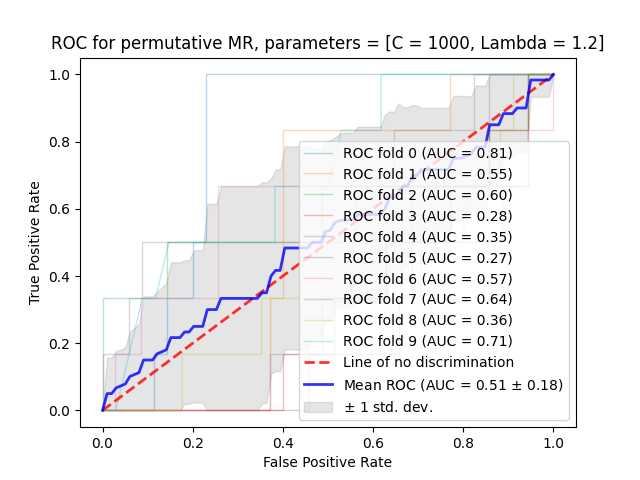 ROC for permutative MR, parameters = [C = 1000, Lambda = 1.2]
True Positive Rate
1.0
0.8
0.6
0.4
0.2
0.0
ROC fold 0 (AUC = 0.81)
ROC fold 1 (AUC = 0.55)
ROC fold 2 (AUC = 0.60)
ROC fold 3 (AUC = 0.28)
ROC fold 4 (AUC = 0.35)
ROC fold 5 (AUC = 0.27)
ROC fold 6 (AUC = 0.57)
ROC fold 7 (AUC = 0.64)
ROC fold 8 (AUC = 0.36)
ROC fold 9 (AUC = 0.71)
Line of no discrimination
Mean ROC (AUC = 0.51 ± 0.18)
± 1 std. dev.
0.0 0.2 0.4 0.6 0.8 1.0
False Positive Rate